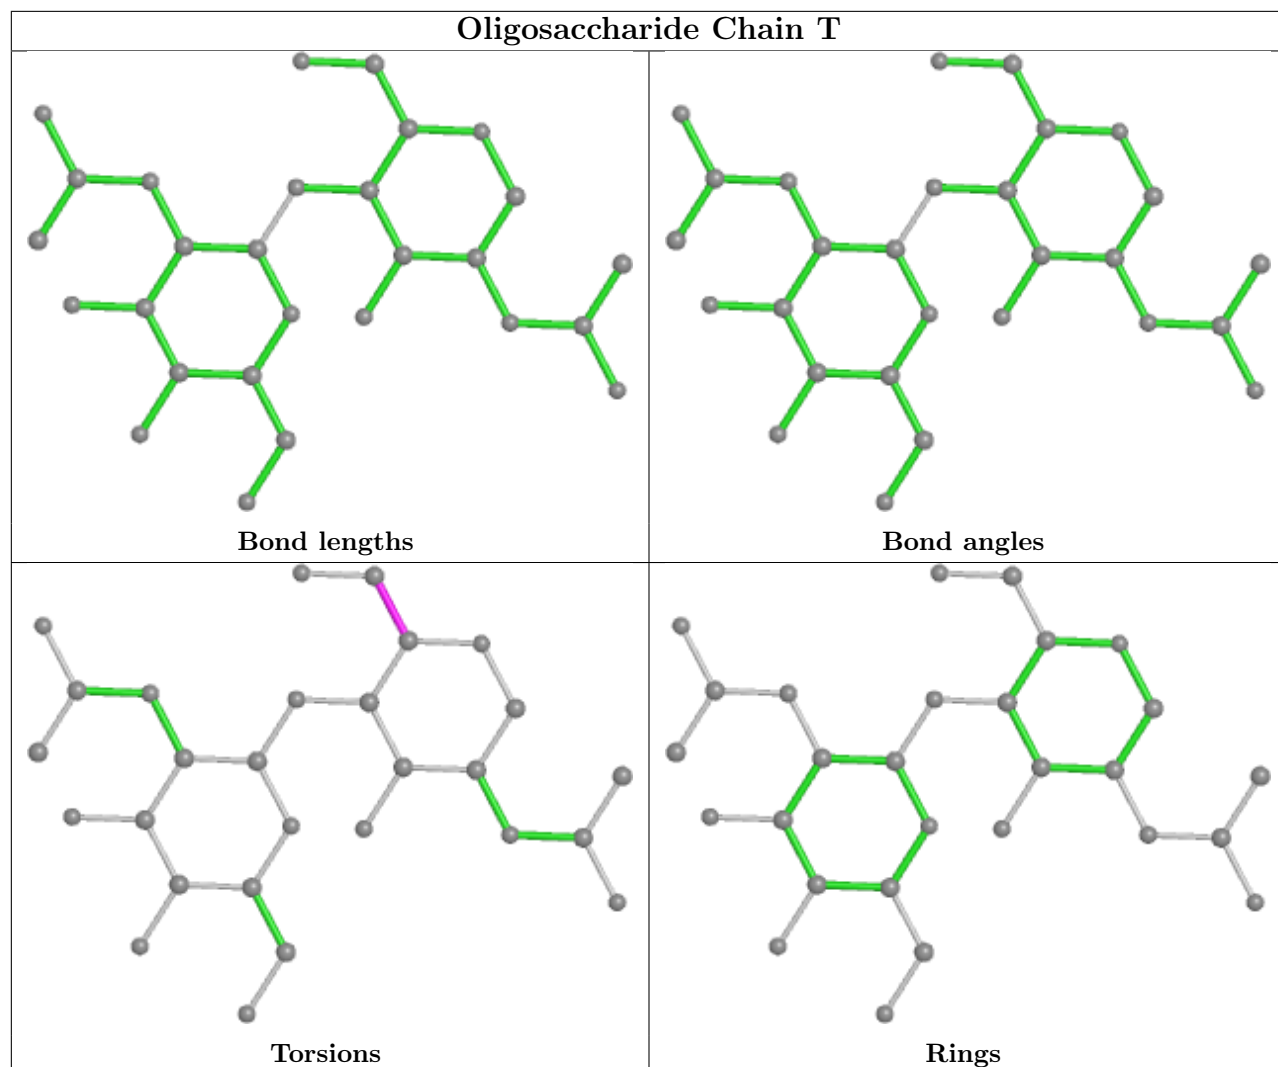 Oligosaccharide Chain T
Bond lengths
Bond angles
Torsions
Rings